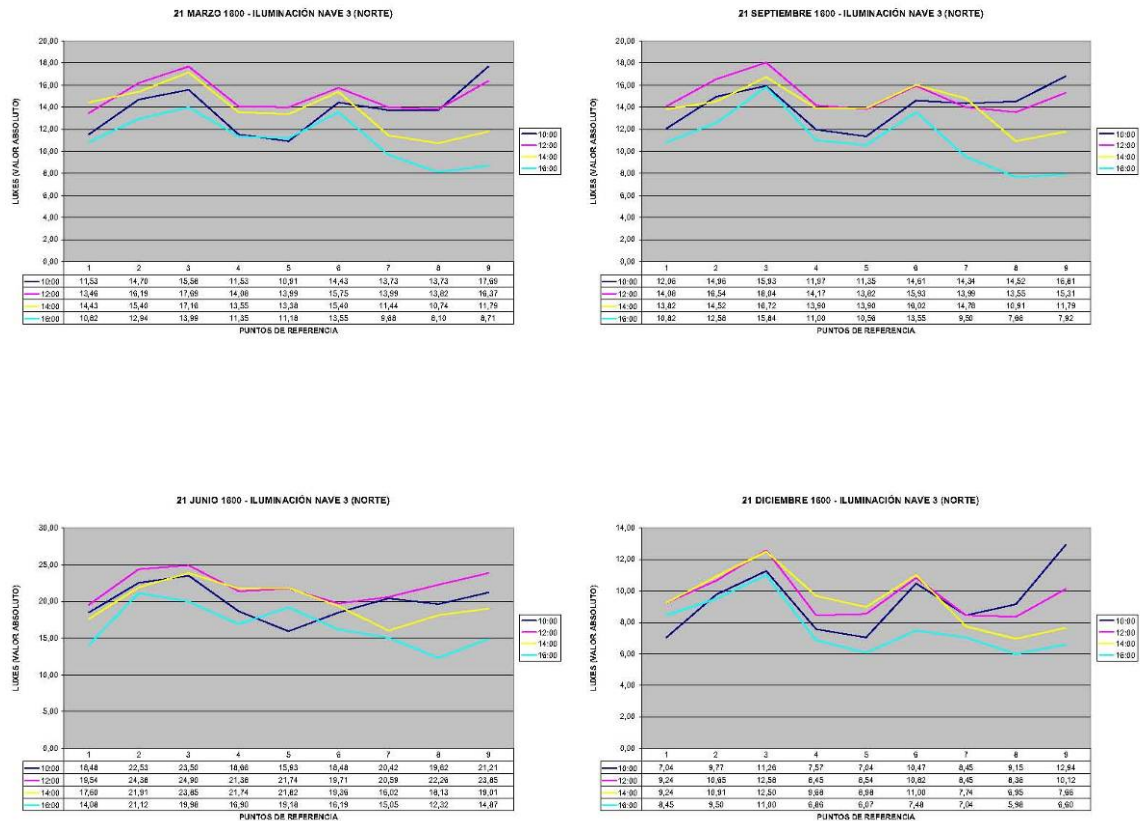 21 MARZO 1600 - ILUMINACIÓN NAVE 3 (NORTE)
LUXES (VALOR ABSOLUTO)
20,00
18,00
16,00
14,00
12,00
10,00
8,00
6,00
4,00
2,00
0,00
1 2 3 4 5 6 7 8 9
10:00 11,53 14,70 15,58 11,53 10,91 14,43 13,73 13,73 17,69
12:00 13,46 16,19 17,69 14,08 13,99 15,75 13,99 13,82 16,37
14:00 14,43 15,40 17,16 13,55 13,38 15,40 11,44 10,74 11,79
16:00 10,82 12,94 13,99 11,35 11,18 13,55 9,68 8,10 8,71
PUNTOS DE REFERENCIA
10:00
12:00
14:00
16:00
21 SEPTIEMBRE 1600 - ILUMINACIÓN NAVE 3 (NORTE)
LUXES (VALOR ABSOLUTO)
20,00
18,00
16,00
14,00
12,00
10,00
8,00
6,00
4,00
2,00
0,00
1 2 3 4 5 6 7 8 9
10:00 12,06 14,96 15,93 11,97 11,35 14,61 14,34 14,52 16,81
12:00 14,08 16,54 18,04 14,17 13,82 15,93 13,99 13,55 15,31
14:00 13,82 14,52 16,72 13,90 13,90 16,02 14,78 10,91 11,79
16:00 10,82 12,58 15,84 11,00 10,56 13,55 9,50 7,66 7,92
PUNTOS DE REFERENCIA
10:00
12:00
14:00
16:00
21 JUNIO 1600 - ILUMINACIÓN NAVE 3 (NORTE)
LUXES (VALOR ABSOLUTO)
30,00
25,00
20,00
15,00
10,00
5,00
0,00
1 2 3 4 5 6 7 8 9
10:00 18,48 22,53 23,50 18,66 15,93 18,48 20,42 19,62 21,21
12:00 19,54 24,38 24,90 21,38 21,74 19,71 20,59 22,26 23,85
14:00 17,60 21,91 23,85 21,74 21,82 19,36 16,02 18,13 19,01
16:00 14,08 21,12 19,98 16,90 19,18 16,19 15,05 12,32 14,87
PUNTOS DE REFERENCIA
10:00
12:00
14:00
16:00
21 DICIEMBRE 1600 - ILUMINACIÓN NAVE 3 (NORTE)
LUXES (VALOR ABSOLUTO)
14,00
12,00
10,00
8,00
6,00
4,00
2,00
0,00
1 2 3 4 5 6 7 8 9
10:00 7,04 9,77 11,26 7,57 7,04 10,47 8,45 9,15 12,94
12:00 9,24 10,65 12,58 8,45 8,54 10,82 8,45 8,36 10,12
14:00 9,24 10,91 12,50 9,68 8,98 11,00 7,74 6,95 7,66
16:00 8,45 9,50 11,00 6,86 6,07 7,48 7,04 5,98 6,60
PUNTOS DE REFERENCIA
10:00
12:00
14:00
16:00